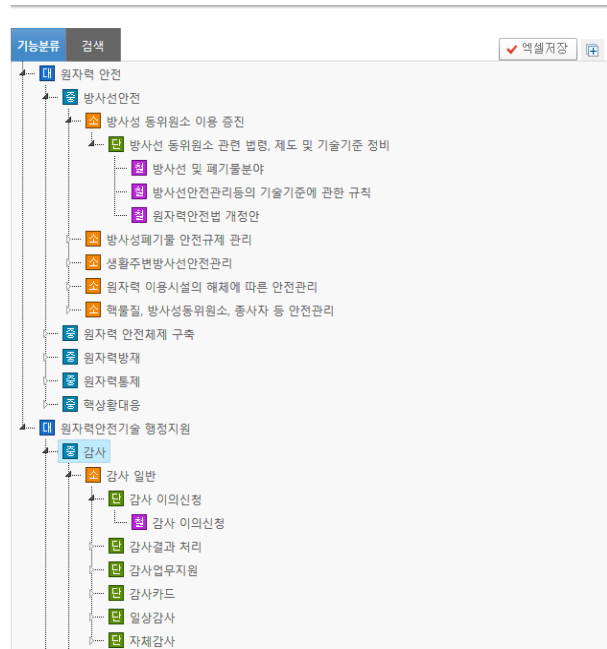 기능분류 검색 엑셀저장
대 원자력 안전
중 방사선안전
소 방사성 동위원소 이용 증진
단 방사선 동위원소 관련 법령, 제도 및 기술기준 정비
철 방사선 및 폐기물분야
철 방사선안전관리등의 기술기준에 관한 규칙
철 원자력안전법 개정안
소 방사성폐기물 안전규제 관리
소 생활주변방사선안전관리
소 원자력 이용시설의 해체에 따른 안전관리
소 핵물질, 방사성동위원소, 종사자 등 안전관리
중 원자력 안전체제 구축
중 원자력방재
중 원자력통제
중 핵상황대응
대 원자력안전기술 행정지원
중 감사
소 감사 일반
단 감사 이의신청
철 감사 이의신청
단 감사결과 처리
단 감사업무지원
단 감사카드
단 일상감사
단 자체감사